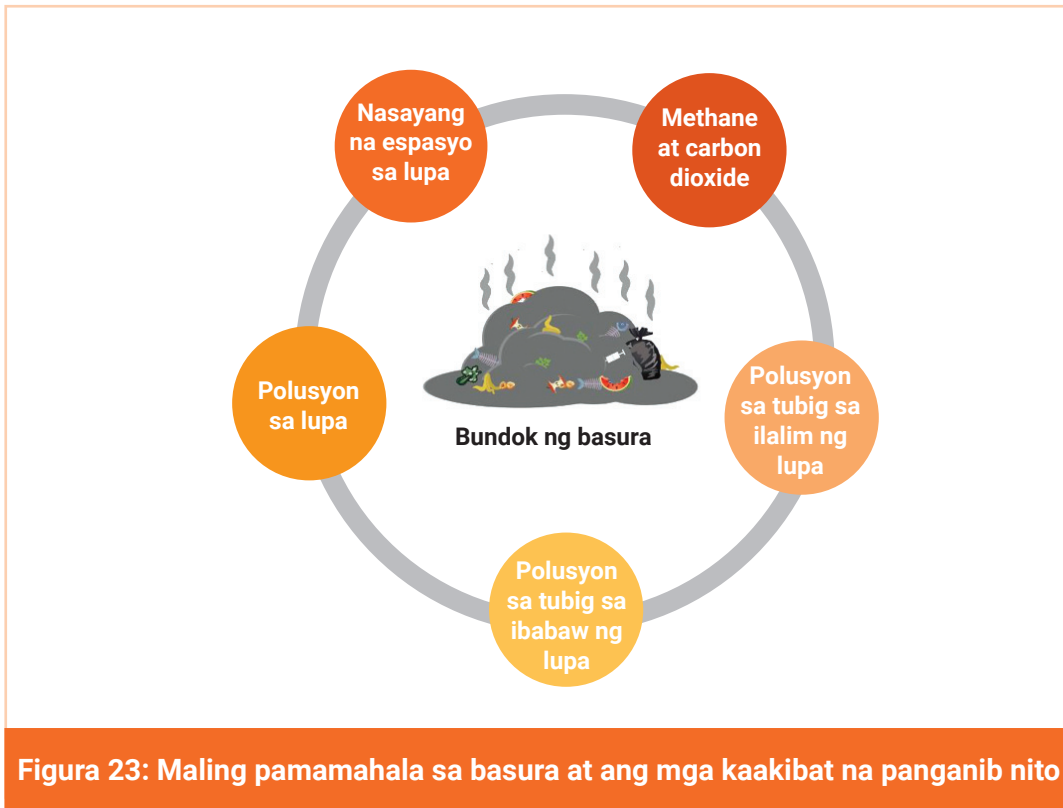 Nasayang
na espasyo
sa lupa
Methane
at carbon
dioxide
Polusyon
sa lupa
Bundok ng basura
Polusyon
sa tubig sa
ilalim ng
lupa
Polusyon
sa tubig sa
ibabaw ng
lupa
Figura 23: Maling pamamahala sa basura at ang mga kaakibat na panganib nito